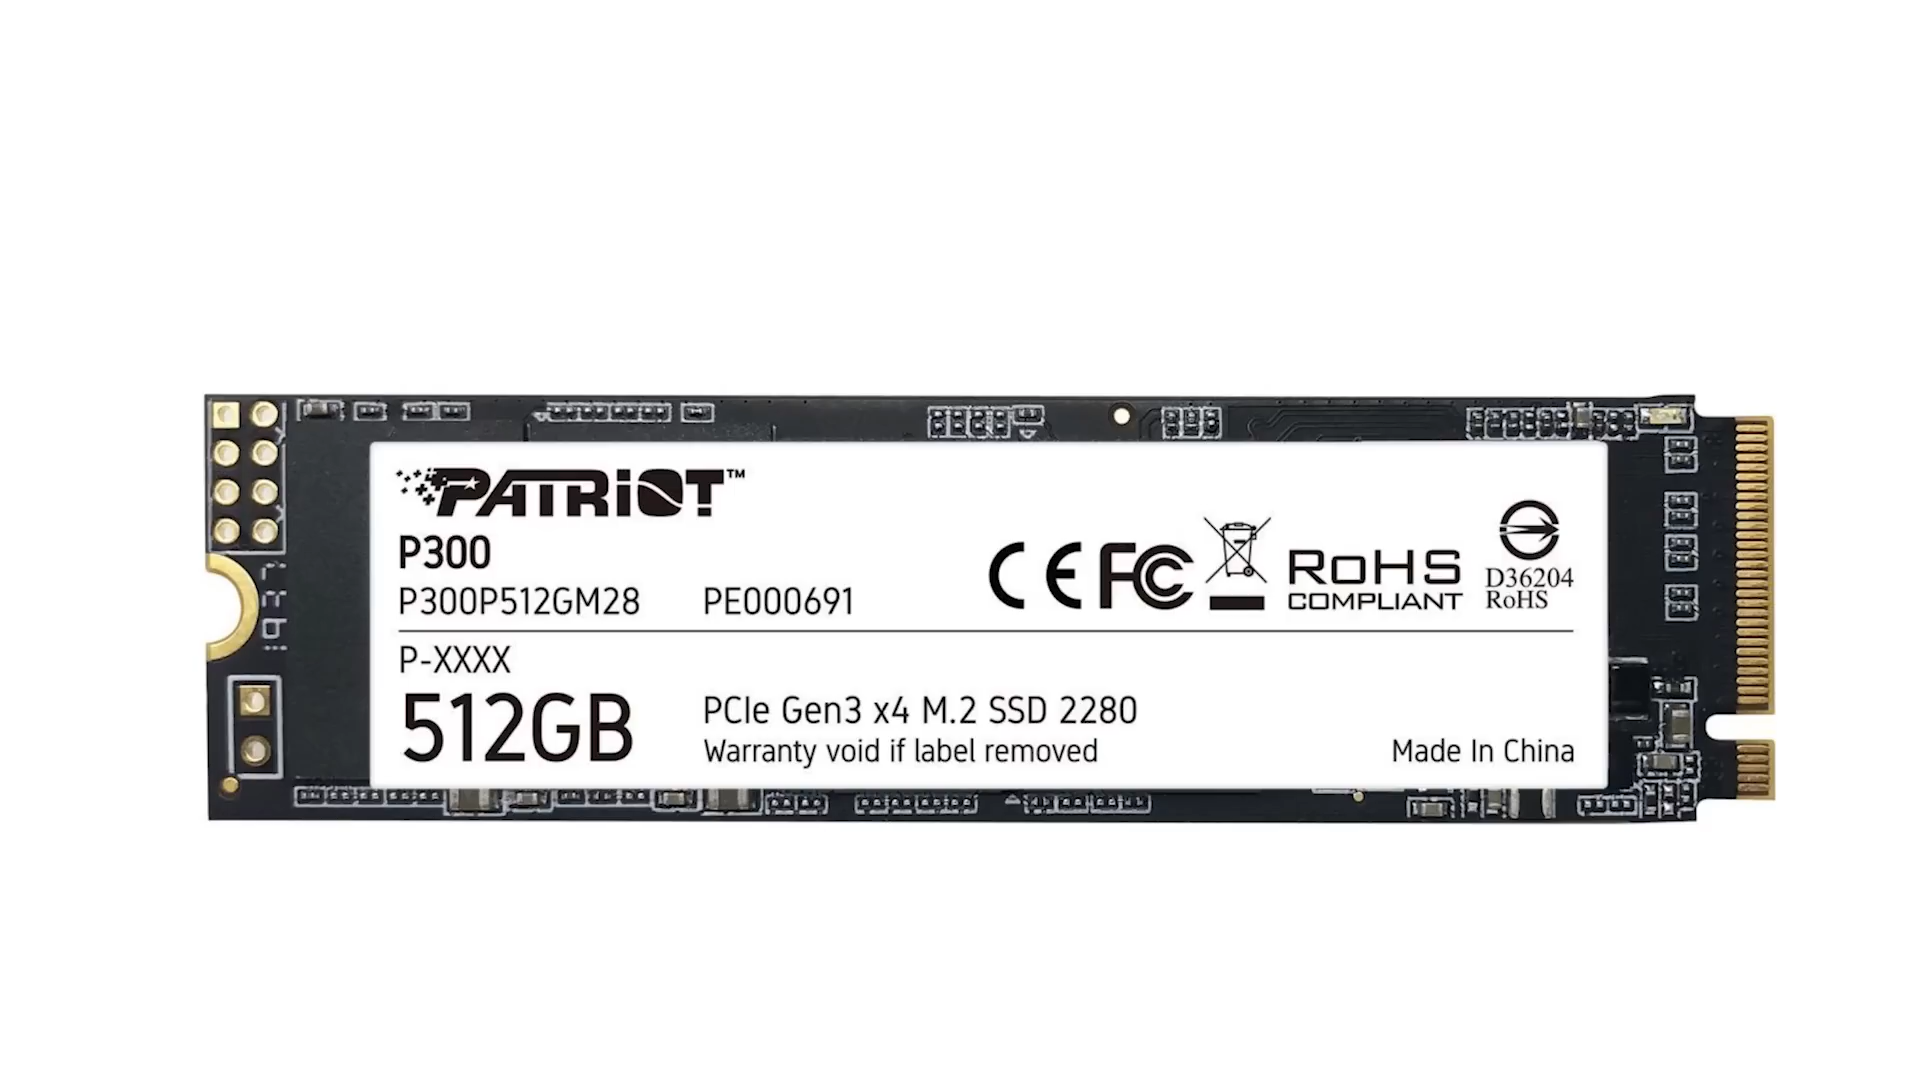 PATRiOT™
P300
P300P512GM28 PE000691
CE FC RoHS COMPLIANT
D36204
RoHS
P-XXXX
512GB
PCIe Gen3 x4 M.2 SSD 2280
Warranty void if label removed
Made In China